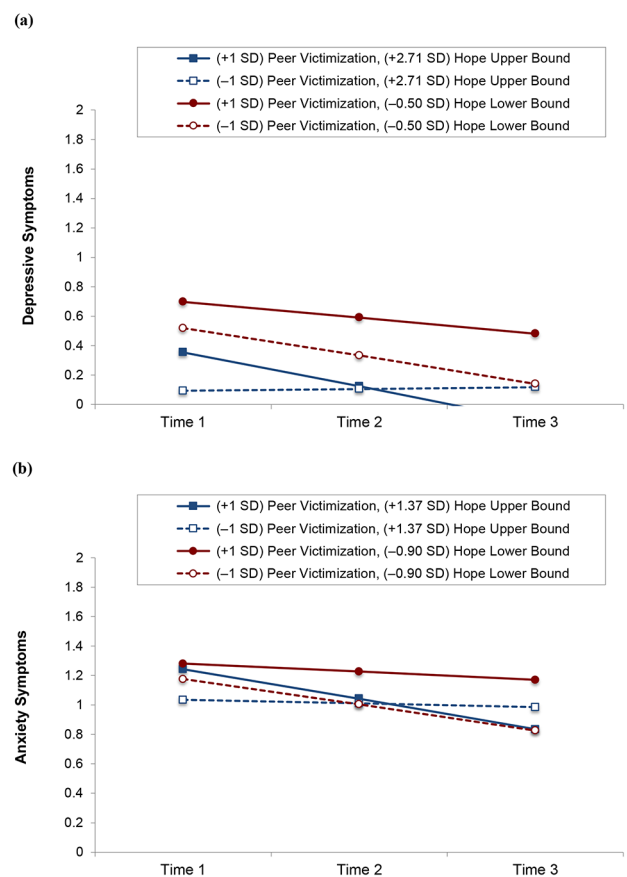 (a)
(+1 SD) Peer Victimization, (+2.71 SD) Hope Upper Bound
(−1 SD) Peer Victimization, (+2.71 SD) Hope Upper Bound
(+1 SD) Peer Victimization, (−0.50 SD) Hope Lower Bound
(−1 SD) Peer Victimization, (−0.50 SD) Hope Lower Bound
Depressive Symptoms
2
1.8
1.6
1.4
1.2
1
0.8
0.6
0.4
0.2
0
Time 1 Time 2 Time 3
(b)
(+1 SD) Peer Victimization, (+1.37 SD) Hope Upper Bound
(−1 SD) Peer Victimization, (+1.37 SD) Hope Upper Bound
(+1 SD) Peer Victimization, (−0.90 SD) Hope Lower Bound
(−1 SD) Peer Victimization, (−0.90 SD) Hope Lower Bound
Anxiety Symptoms
2
1.8
1.6
1.4
1.2
1
0.8
0.6
0.4
0.2
0
Time 1 Time 2 Time 3